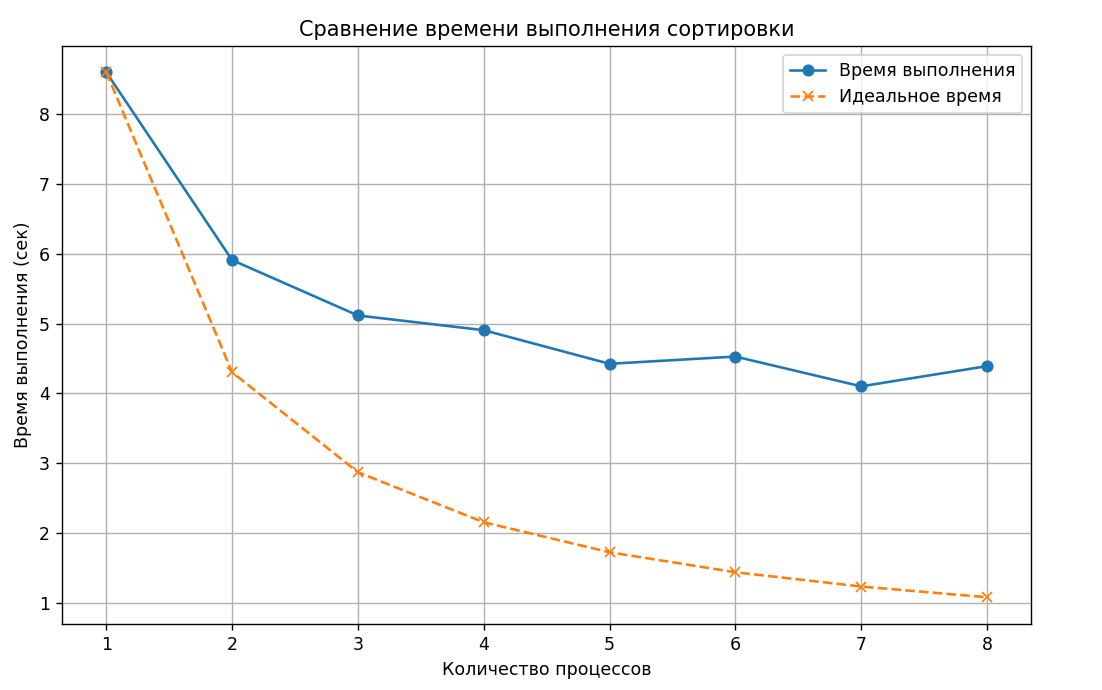 Сравнение времени выполнения сортировки
Время выполнения
Идеальное время
Время выполнения (сек)
8
7
6
5
4
3
2
1
1 2 3 4 5 6 7 8
Количество процессов